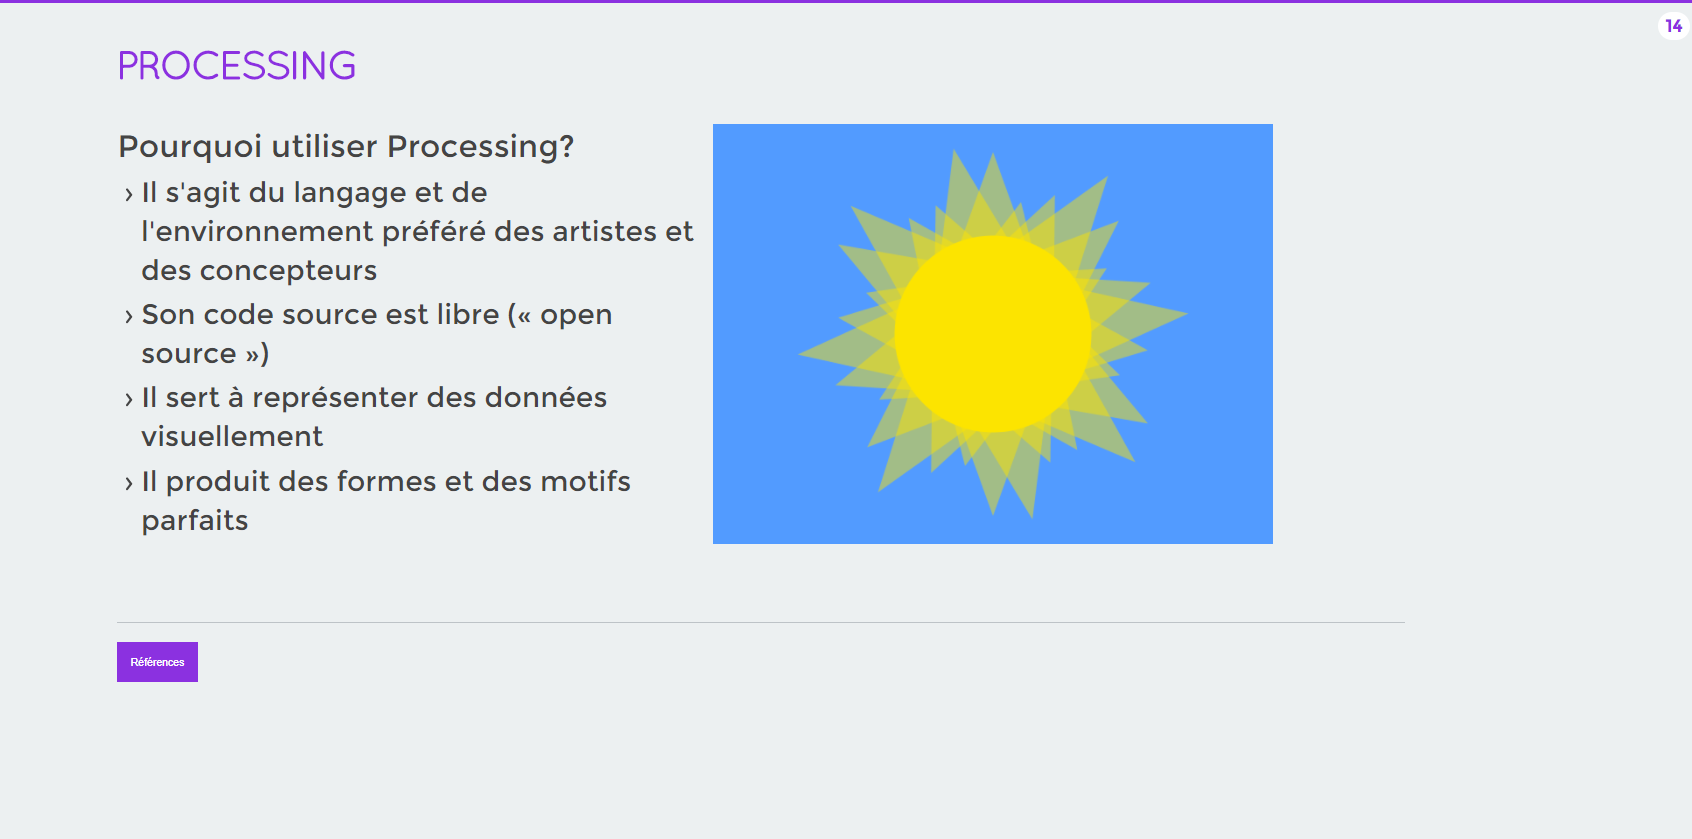 14
PROCESSING
Pourquoi utiliser Processing?
› Il s'agit du langage et de
l'environnement préféré des artistes et
des concepteurs
› Son code source est libre (« open
source »)
› Il sert à représenter des données
visuellement
› Il produit des formes et des motifs
parfaits
Références